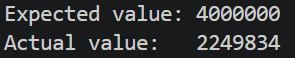 Expected value: 4000000
Actual value:   2249834